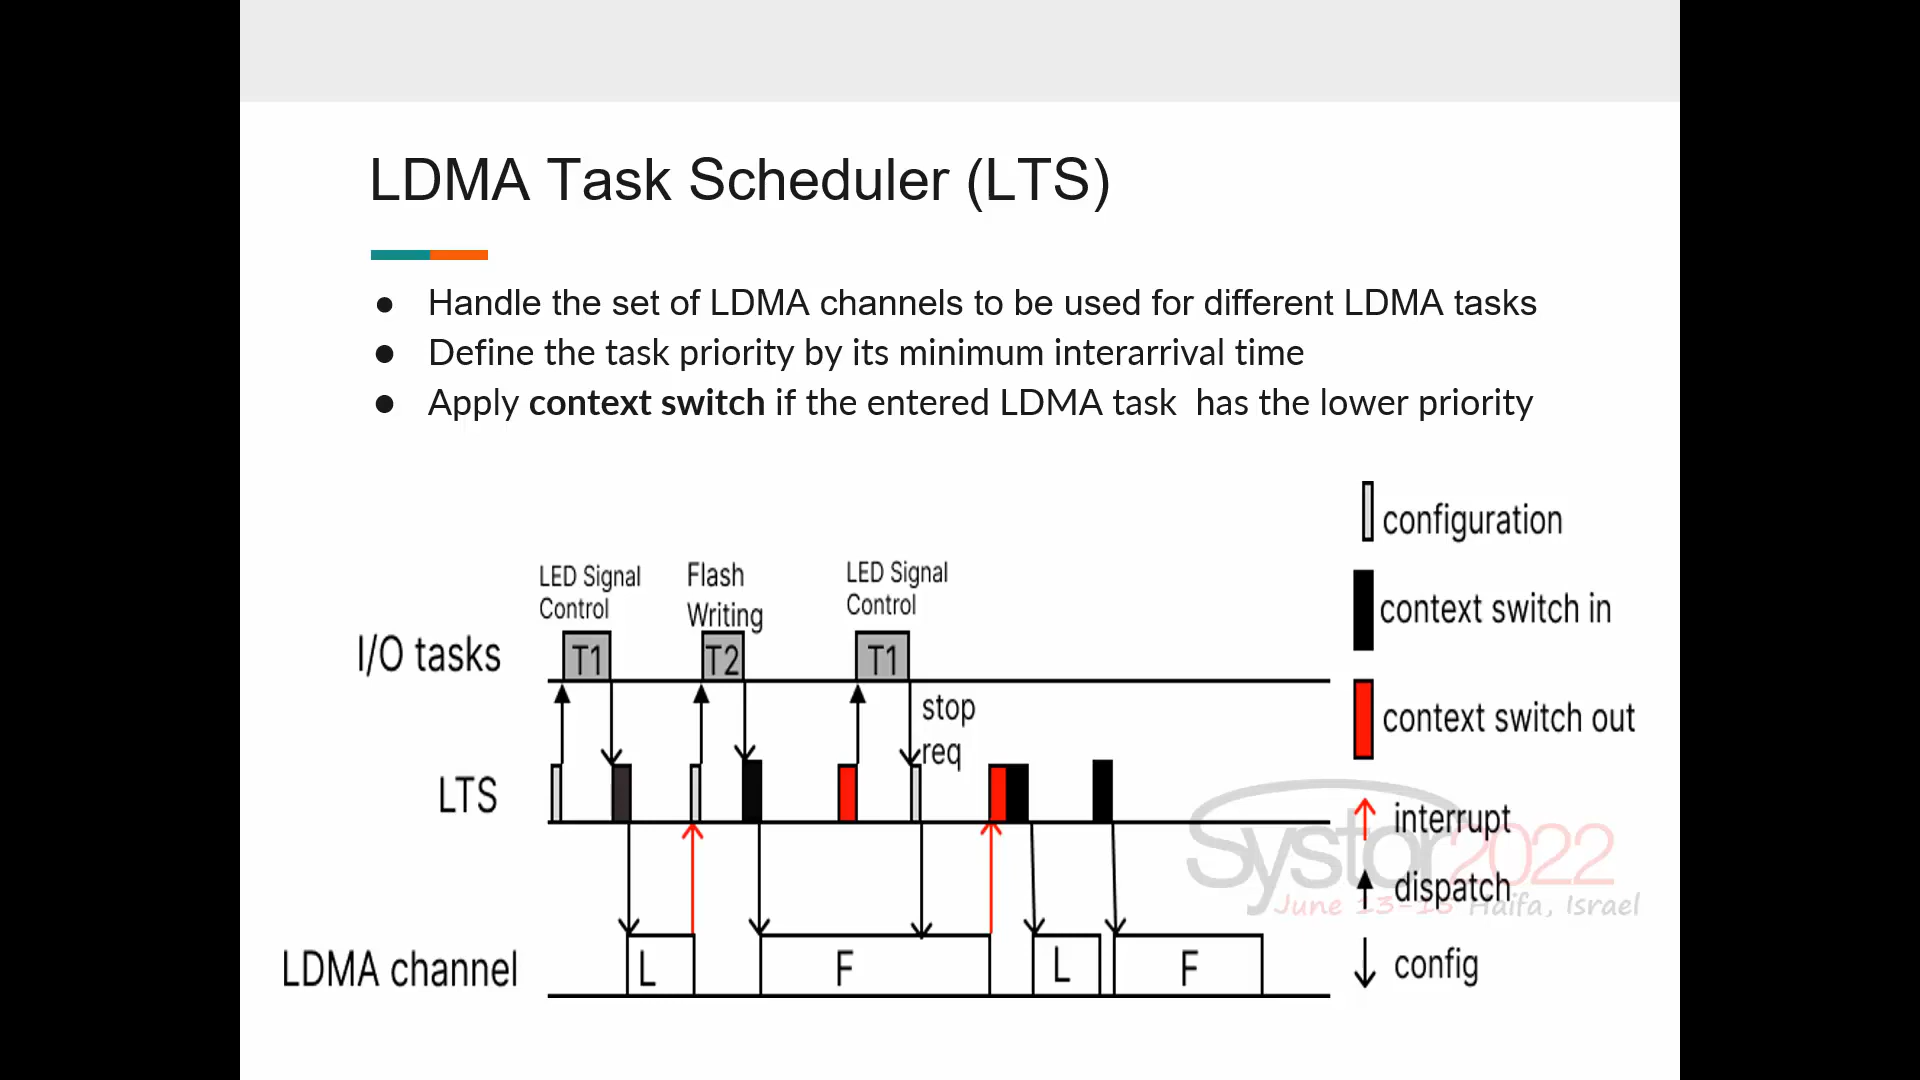 LDMA Task Scheduler (LTS)
● Handle the set of LDMA channels to be used for different LDMA tasks
● Define the task priority by its minimum interarrival time
● Apply context switch if the entered LDMA task has the lower priority
configuration
context switch in
context switch out
interrupt
dispatch
config
LED Signal
Control
Flash
Writing
LED Signal
Control
I/O tasks
T1
T2
T1
stop
req
LTS
Systor2022
June 13-15 Haifa, Israel
LDMA channel
L
F
L
F